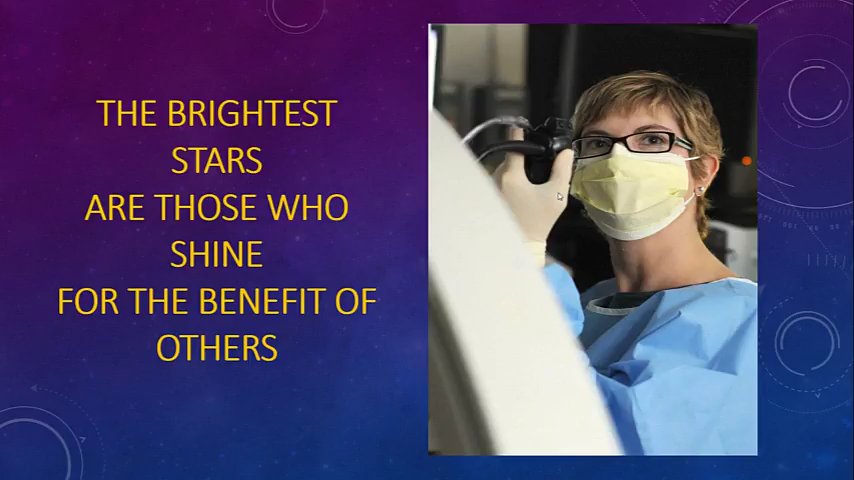 THE BRIGHTEST
STARS
ARE THOSE WHO
SHINE
FOR THE BENEFIT OF
OTHERS